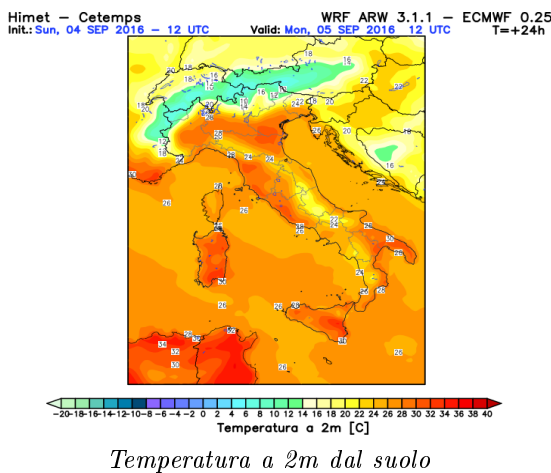 Himet – Cetemps WRF ARW 3.1.1 – ECMWF 0.25
Init.: Sun, 04 SEP 2016 – 12 UTC Valid: Mon, 05 SEP 2016 12 UTC T=+24h
-20-18-16-14-12-10-8-6-4-2 0 2 4 6 8 10 12 14 16 18 20 22 24 26 28 30 32 34 36 38 40
Temperatura a 2m [C]
Temperatura a 2m dal suolo